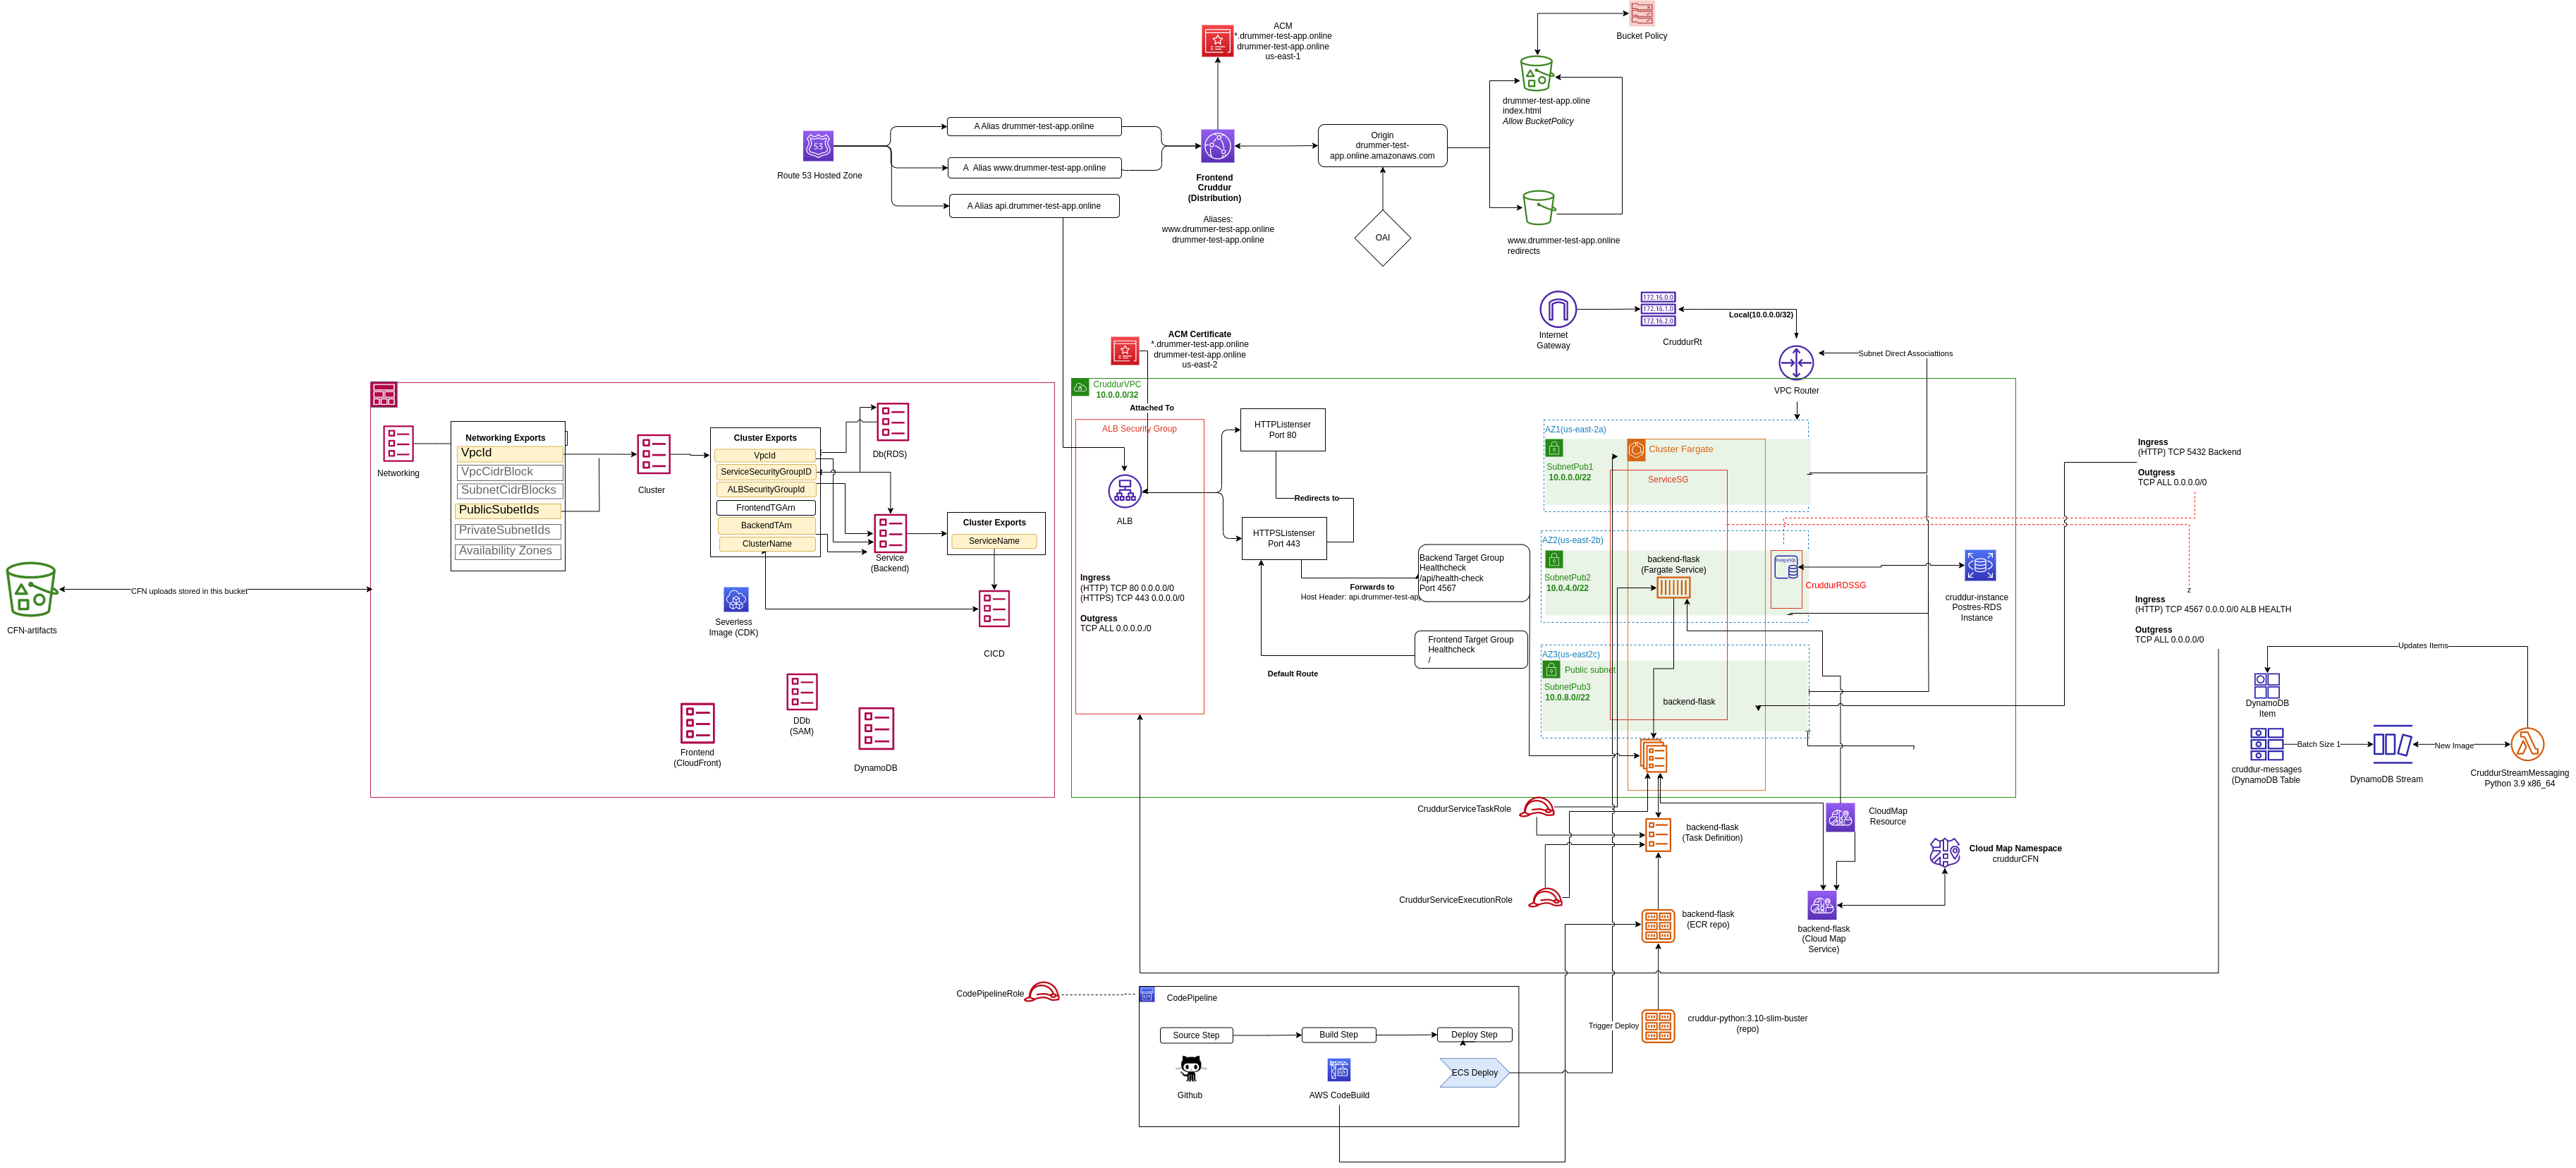 ACM
*.drummer-test-app.online
drummer-test-app.online
us-east-1
Bucket Policy
drummer-test-app.oline
index.html
Allow BucketPolicy
53
Route 53 Hosted Zone
A Alias drummer-test-app.online
A Alias www.drummer-test-app.online
A Alias api.drummer-test-app.online
Frontend
Cruddur
(Distribution)
Aliases:
www.drummer-test-app.online
drummer-test-app.online
Origin
drummer-test-
app.online.amazonaws.com
OAI
www.drummer-test-app.online
redirects
Internet
Gateway
172.16.0.0
172.16.1.0
172.16.2.0
CruddurRt
Local(10.0.0.0/32)
VPC Router
Subnet Direct Associattions
ACM Certificate
*.drummer-test-app.online
drummer-test-app.online
us-east-2
Attached To
CruddurVPC
10.0.0.0/32
ALB Security Group
ALB
Ingress
(HTTP) TCP 80 0.0.0.0/0
(HTTPS) TCP 443 0.0.0.0/0
Outgress
TCP ALL 0.0.0.0./0
HTTPListenser
Port 80
Redirects to
HTTPSListenser
Port 443
Forwards to
Host Header: api.drummer-test-ap
Backend Target Group
Healthcheck
/api/health-check
Port 4567
Frontend Target Group
Healthcheck
/
Default Route
AZ1(us-east-2a)
SubnetPub1
10.0.0.0/22
Cluster Fargate
ServiceSG
AZ2(us-east-2b)
SubnetPub2
10.0.4.0/22
backend-flask
(Fargate Service)
CruddurRDSSG
AZ3(us-east2c)
Public subnet
SubnetPub3
10.0.8.0//22
backend-flask
cruddur-instance
Postres-RDS
Instance
Ingress
(HTTP) TCP 5432 Backend
Outgress
TCP ALL 0.0.0.0/0
z
Ingress
(HTTP) TCP 4567 0.0.0.0/0 ALB HEALTH
Outgress
TCP ALL 0.0.0.0/0
Updates Items
DynamoDB
Item
Batch Size 1
New Image
cruddur-messages
(DynamoDB Table
DynamoDB Stream
CruddurStreamMessaging
Python 3.9 x86_64
CFN-artifacts
CFN uploads stored in this bucket
Networking
Networking Exports
VpcId
VpcCidrBlock
SubnetCidrBlocks
PublicSubetIds
PrivateSubnetIds
Availability Zones
Cluster
Cluster Exports
VpcId
ServiceSecurityGroupID
ALBSecurityGroupId
FrontendTGArn
BackendTArn
ClusterName
Db(RDS)
Service
(Backend)
Cluster Exports
ServiceName
Severless
Image (CDK)
CICD
Frontend
(CloudFront)
DDb
(SAM)
DynamoDB
CruddurServiceTaskRole
backend-flask
(Task Definition)
CloudMap
Resource
Cloud Map Namespace
cruddurCFN
CruddurServiceExecutionRole
backend-flask
(ECR repo)
backend-flask
(Cloud Map
Service)
CodePipelineRole
CodePipeline
Source Step
Build Step
Deploy Step
Github
AWS CodeBuild
ECS Deploy
Trigger Deploy
cruddur-python:3.10-slim-buster
(repo)